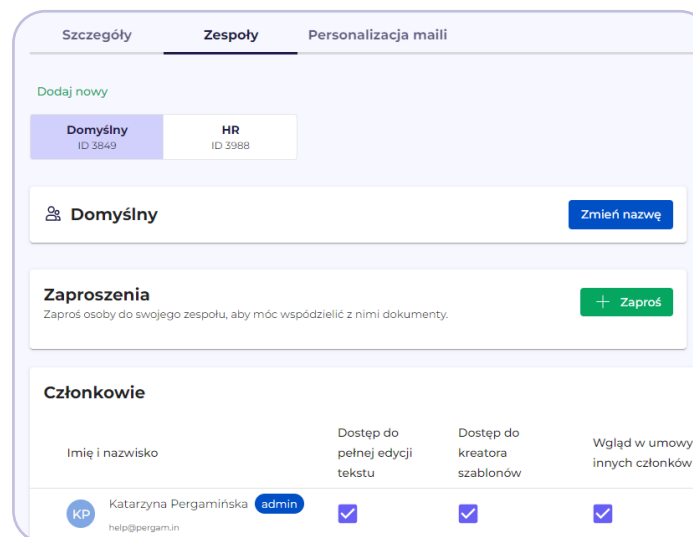 Szczegóły Zespoły Personalizacja maili
Dodaj nowy
Domyślny HR
ID 3849 ID 3988
Domyślny Zmień nazwę
Zaproszenia
Zaproś osoby do swojego zespołu, aby móc wspódzielić z nimi dokumenty.
+ Zaproś
Członkowie
Imię i nazwisko
Dostęp do
pełnej edycji
tekstu
Dostęp do
kreatora
szablonów
Wgląd w umowy
innych członków
KP
Katarzyna Pergamińska admin
help@pergam.in